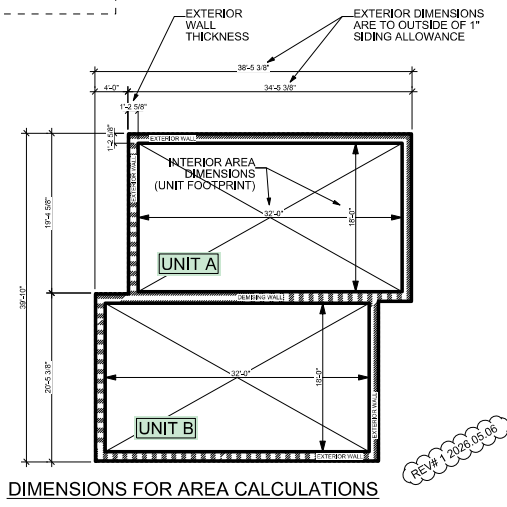 EXTERIOR
WALL
THICKNESS
EXTERIOR DIMENSIONS
ARE TO OUTSIDE OF 1"
SIDING ALLOWANCE
38'-5 3/8"
4'-0"
34'-5 3/8"
1'-2 5/8"
1'-2 5/8"
EXTERIOR WALL
EXTERIOR WALL
INTERIOR AREA
DIMENSIONS
(UNIT FOOTPRINT)
19'-4 5/8"
32'-0"
18'-0"
UNIT A
DEMISING WALL
39'-10"
20'-5 3/8"
32'-0"
18'-0"
UNIT B
EXTERIOR WALL
EXTERIOR WALL
REV# 1 2026.05.06
DIMENSIONS FOR AREA CALCULATIONS